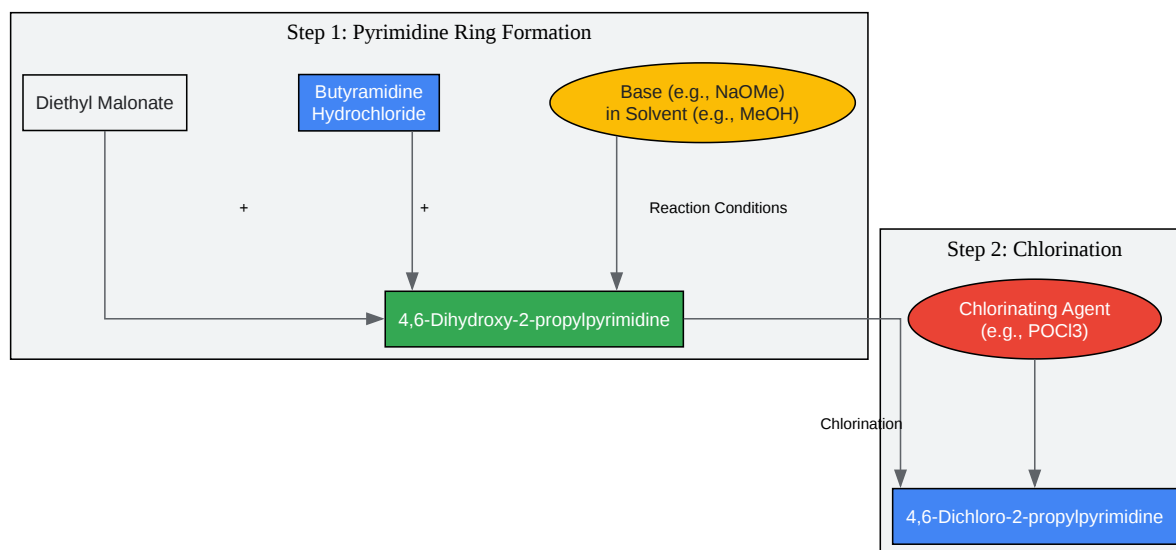 Step 1: Pyrimidine Ring Formation
Diethyl Malonate
Butyramidine
Hydrochloride
Base (e.g., NaOMe)
in Solvent (e.g., MeOH)
+
+
Reaction Conditions
4,6-Dihydroxy-2-propylpyrimidine
Step 2: Chlorination
Chlorinating Agent
(e.g., POCl3)
Chlorination
4,6-Dichloro-2-propylpyrimidine